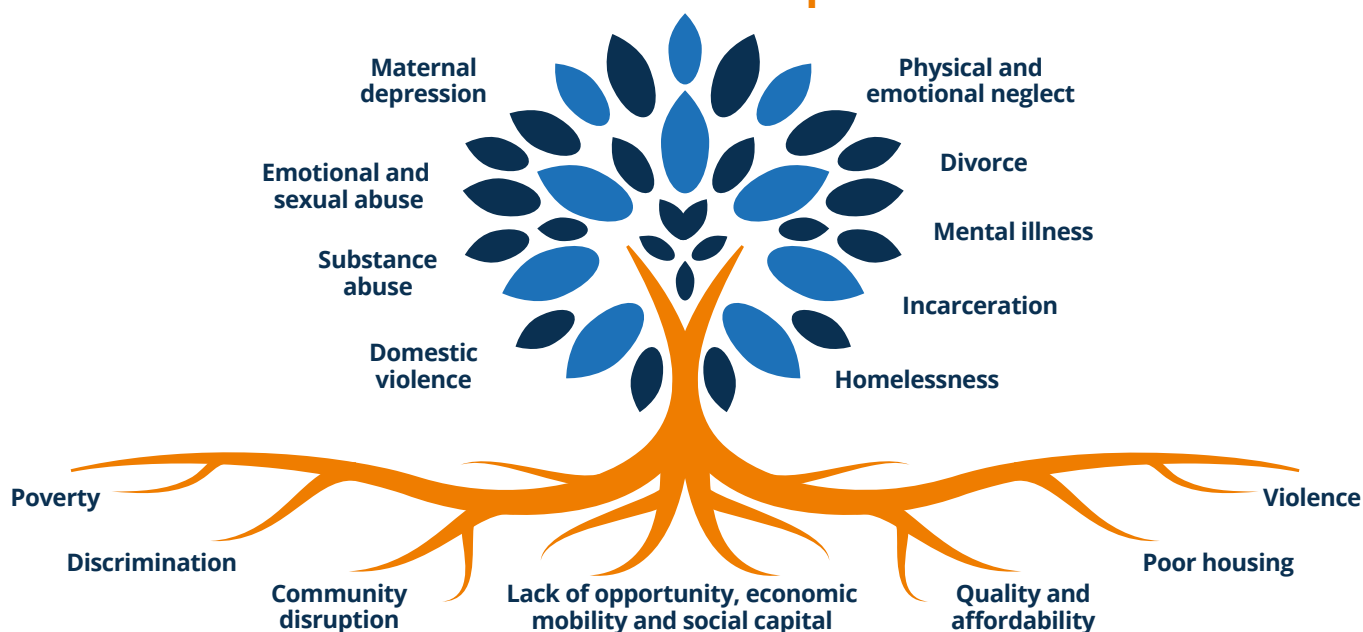 Maternal
depression
Physical and
emotional neglect
Emotional and
sexual abuse
Divorce
Substance
abuse
Mental illness
Incarceration
Domestic
violence
Homelessness
Poverty
Violence
Discrimination
Poor housing
Community
disruption
Lack of opportunity, economic
mobility and social capital
Quality and
affordability